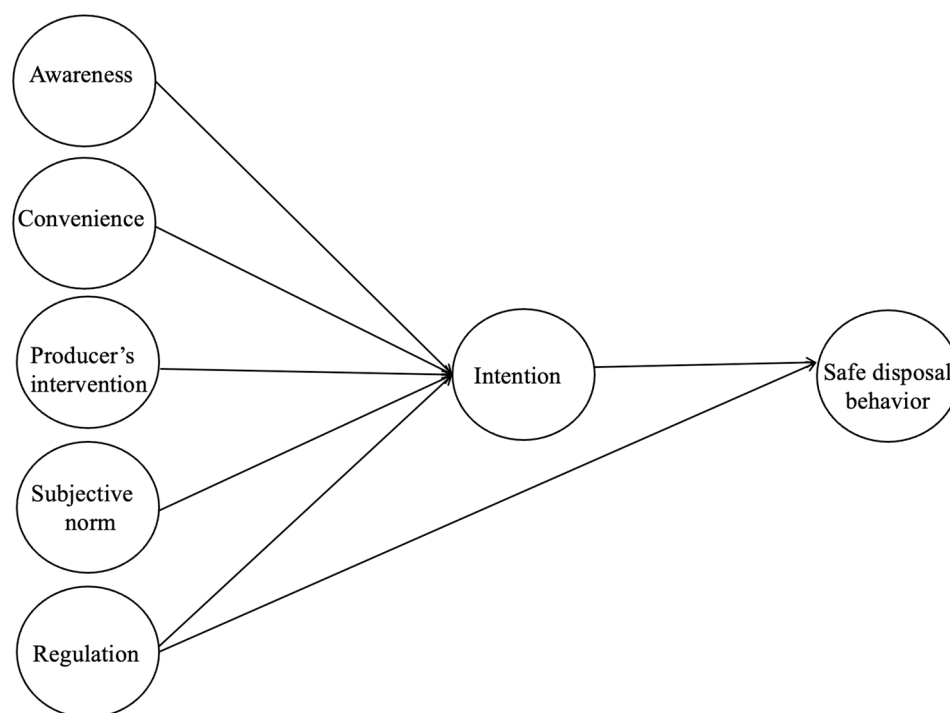 Awareness
Convenience
Producer’s
intervention
Subjective
norm
Regulation
Intention
Safe disposal
behavior